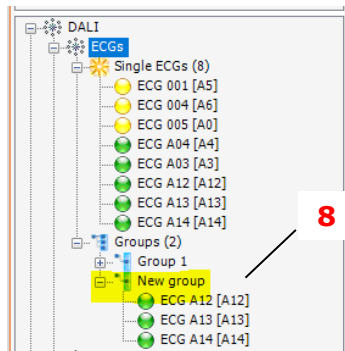 DALI
ECGs
Single ECGs (8)
ECG 001 [A5]
ECG 004 [A6]
ECG 005 [A0]
ECG A04 [A4]
ECG A03 [A3]
ECG A12 [A12]
ECG A13 [A13]
ECG A14 [A14]
Groups (2)
Group 1
New group
ECG A12 [A12]
ECG A13 [A13]
ECG A14 [A14]
8